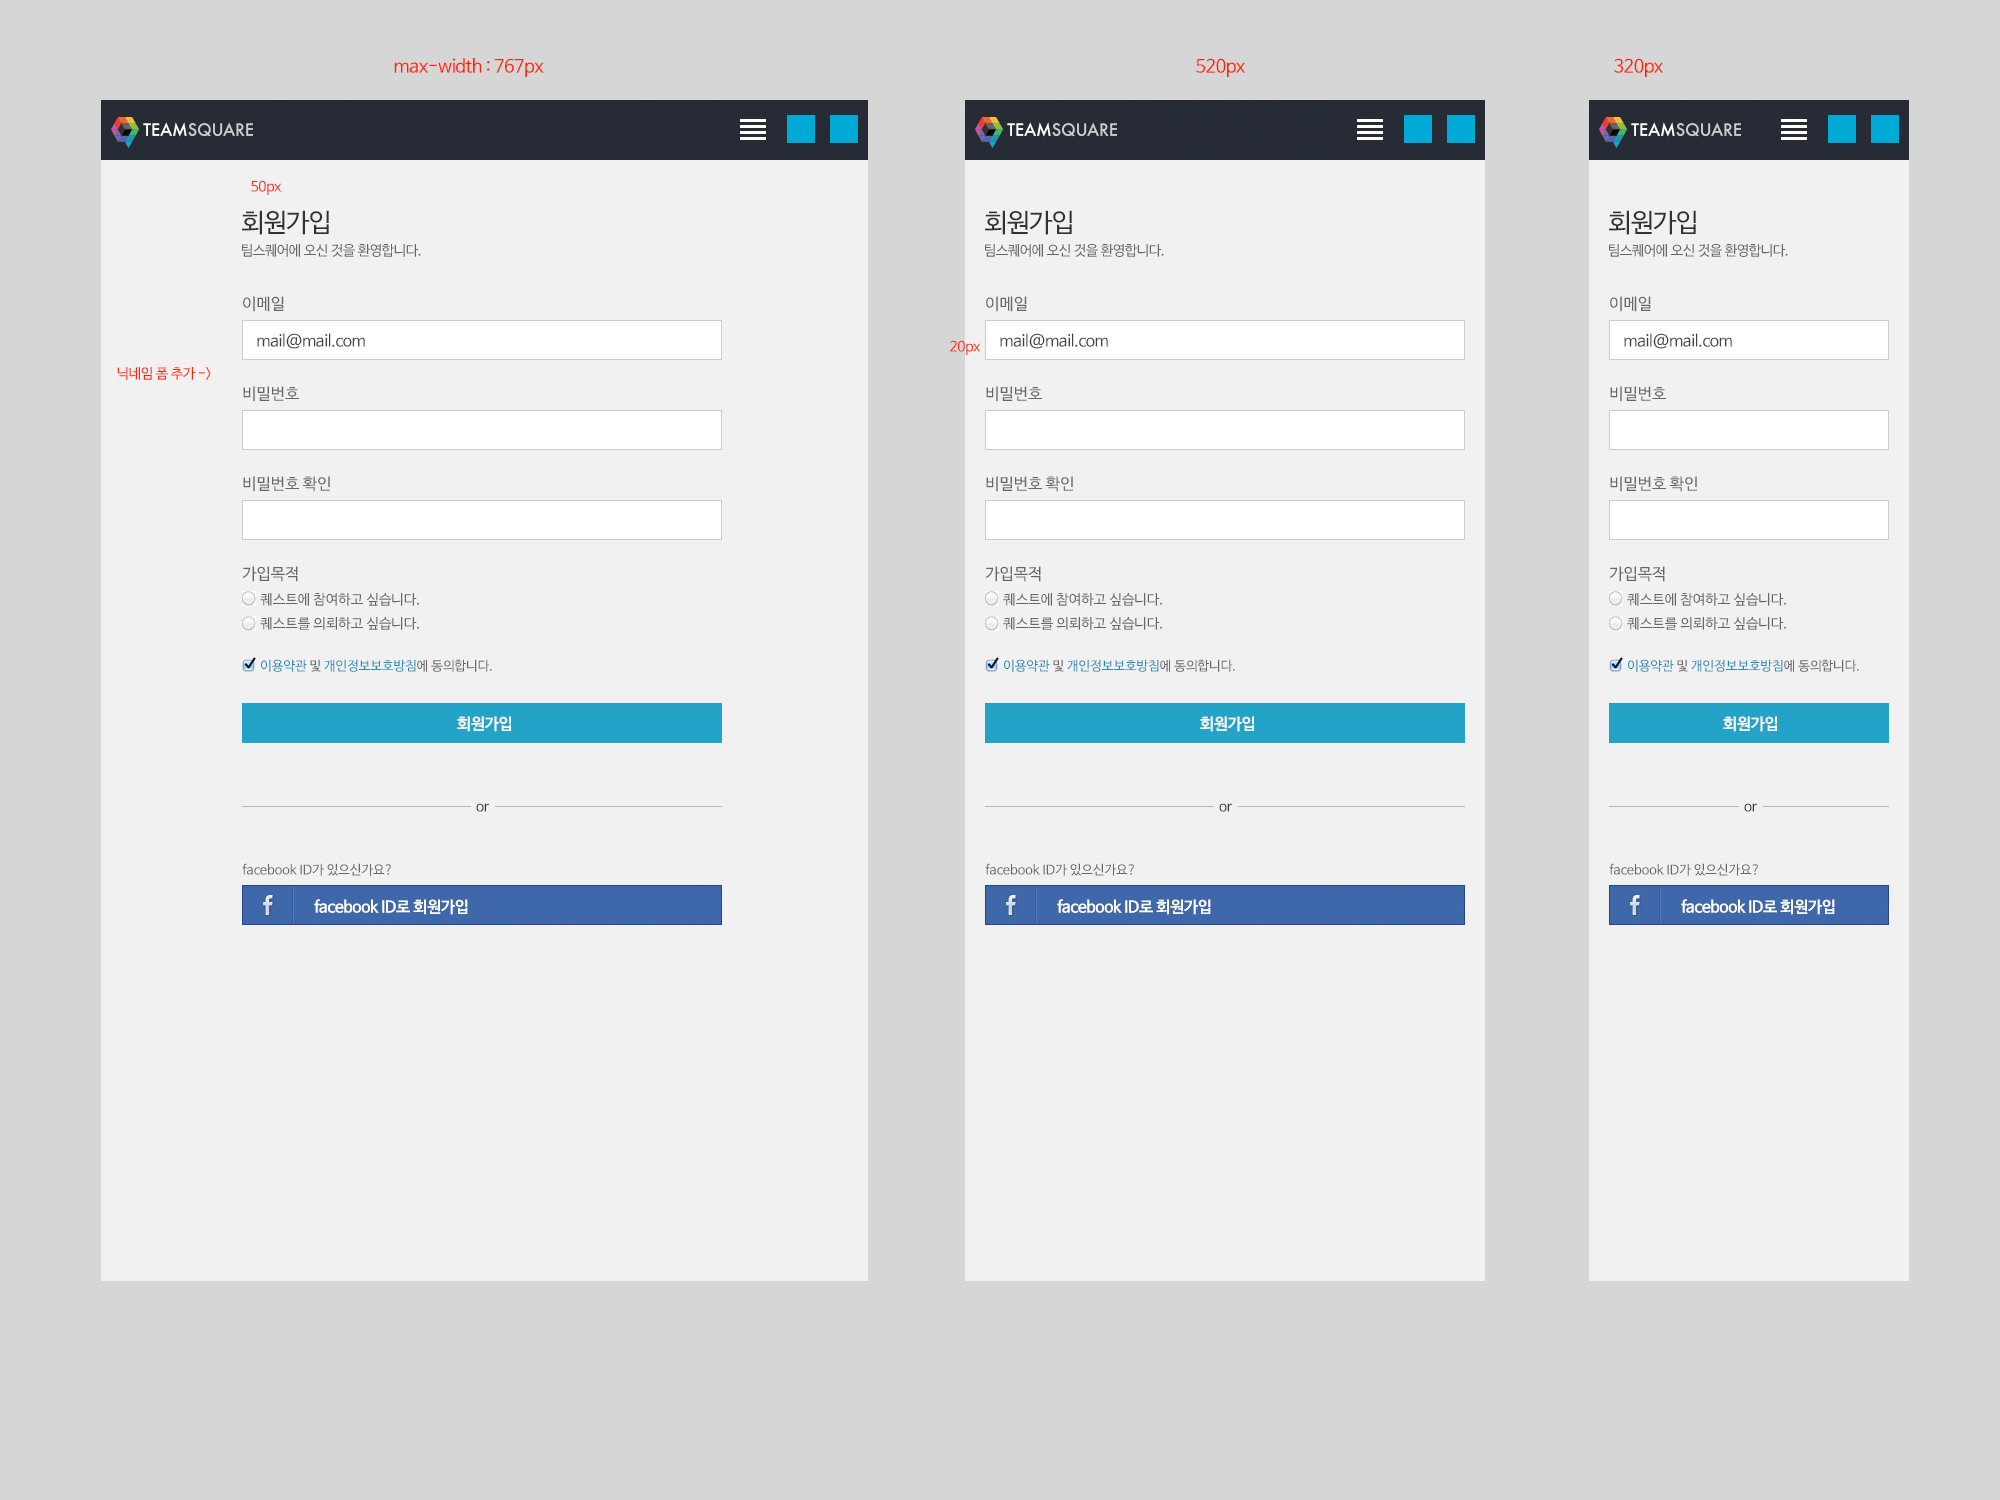 max-width : 767px
TEAMSQUARE
50px
회원가입
팀스퀘어에 오신 것을 환영합니다.
이메일
mail@mail.com
닉네임 폼 추가 ->
비밀번호
비밀번호 확인
가입목적
퀘스트에 참여하고 싶습니다.
퀘스트를 의뢰하고 싶습니다.
이용약관 및 개인정보보호방침에 동의합니다.
회원가입
or
facebook ID가 있으신가요?
f facebook ID로 회원가입
520px
TEAMSQUARE
회원가입
팀스퀘어에 오신 것을 환영합니다.
이메일
20px
mail@mail.com
비밀번호
비밀번호 확인
가입목적
퀘스트에 참여하고 싶습니다.
퀘스트를 의뢰하고 싶습니다.
이용약관 및 개인정보보호방침에 동의합니다.
회원가입
or
facebook ID가 있으신가요?
f facebook ID로 회원가입
320px
TEAMSQUARE
회원가입
팀스퀘어에 오신 것을 환영합니다.
이메일
mail@mail.com
비밀번호
비밀번호 확인
가입목적
퀘스트에 참여하고 싶습니다.
퀘스트를 의뢰하고 싶습니다.
이용약관 및 개인정보보호방침에 동의합니다.
회원가입
or
facebook ID가 있으신가요?
f facebook ID로 회원가입